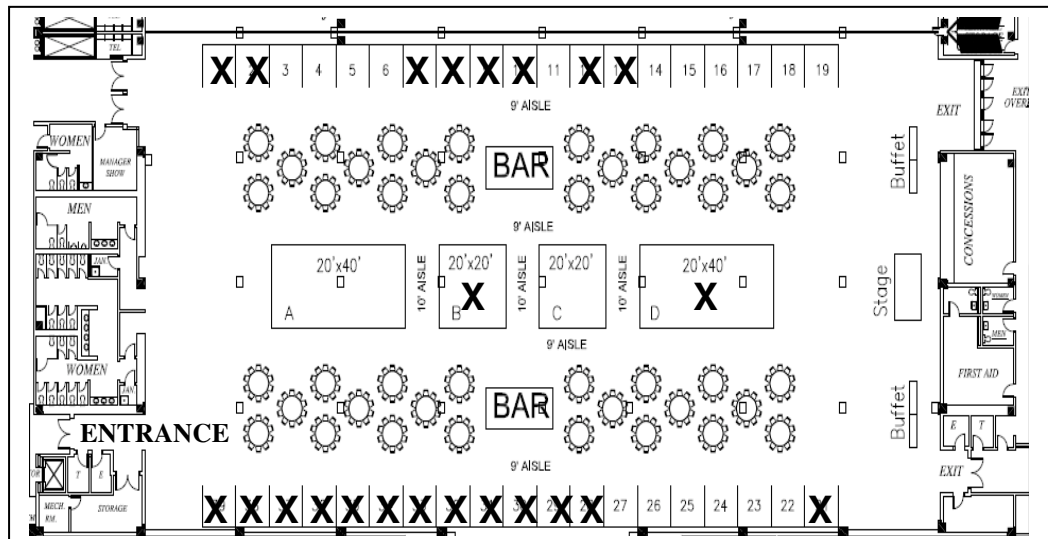 TEL
X X 3 4 5 6 X X X X 11 X X 14 15 16 17 18 19
9' AISLE
EXIT
WOMEN
MANAGER
SHOW
BAR
Buffet
MEN
9' AISLE
CONCESSIONS
JAN
20'x40' 20'x20' 20'x20' 20'x40'
10' AISLE 10' AISLE 10' AISLE
X X
A B C D
Stage
WOMEN
MEN
9' AISLE
WOMEN
FIRST AID
JAN
BAR
Buffet
ENTRANCE
E T
T E
9' AISLE
EXIT
MECH.
RM.
STORAGE
X X X X X X X X X X X X 27 26 25 24 23 22 X